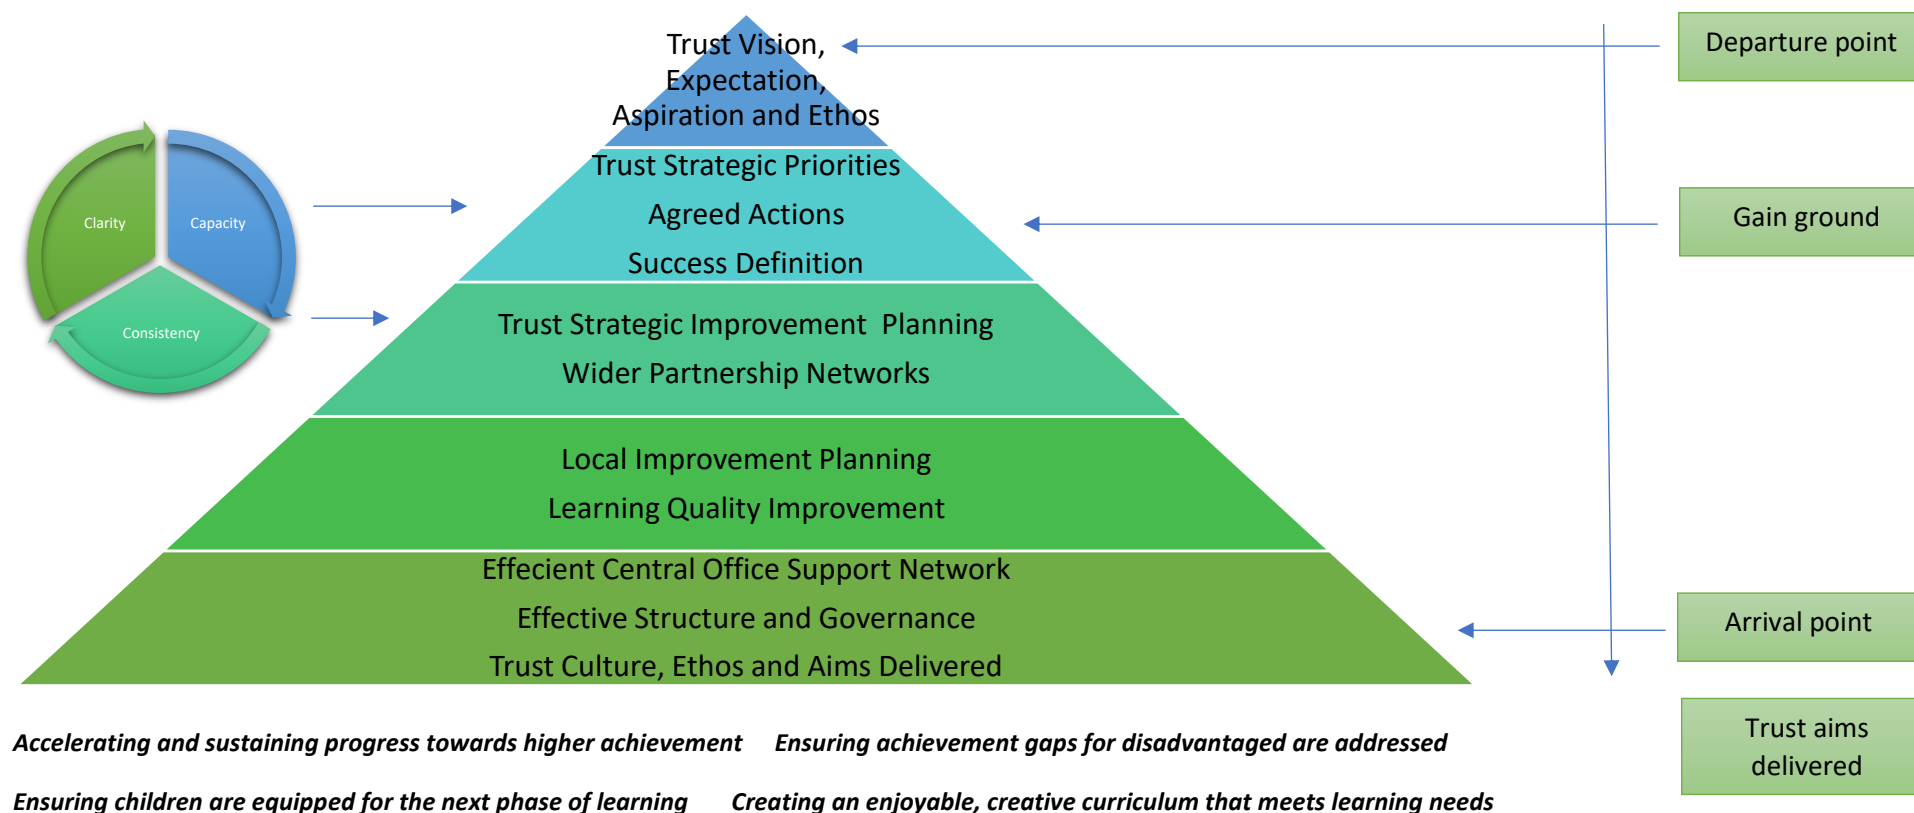 Trust Vision,
Expectation,
Aspiration and Ethos
Departure point
Trust Strategic Priorities
Agreed Actions
Success Definition
Gain ground
Clarity
Capacity
Consistency
Trust Strategic Improvement  Planning
Wider Partnership Networks
Local Improvement Planning
Learning Quality Improvement
Effecient Central Office Support Network
Effective Structure and Governance
Trust Culture, Ethos and Aims Delivered
Arrival point
Trust aims
delivered
Accelerating and sustaining progress towards higher achievement    Ensuring achievement gaps for disadvantaged are addressed
Ensuring children are equipped for the next phase of learning    Creating an enjoyable, creative curriculum that meets learning needs